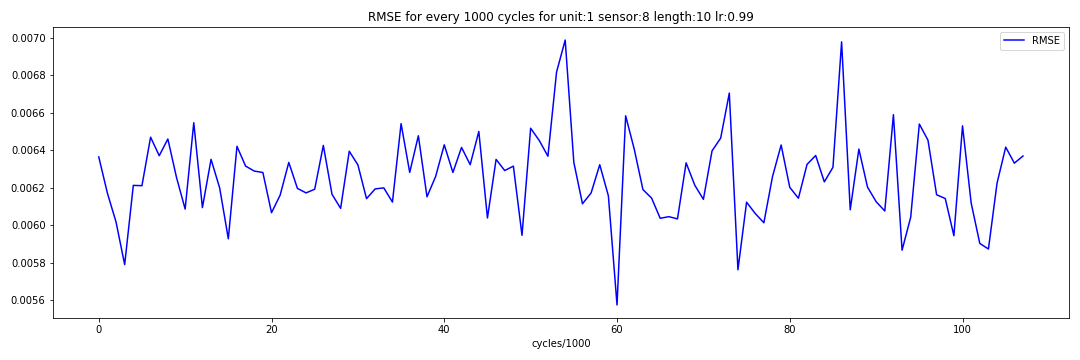 RMSE for every 1000 cycles for unit:1 sensor:8 length:10 lr:0.99
RMSE
0.0070
0.0068
0.0066
0.0064
0.0062
0.0060
0.0058
0.0056
0 20 40 60 80 100
cycles/1000